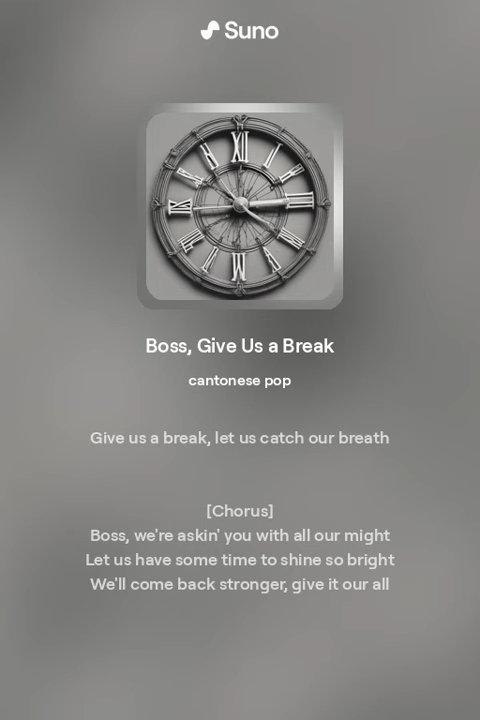 Suno
XII
Boss, Give Us a Break
cantonese pop
Give us a break, let us catch our breath
[Chorus]
Boss, we're askin' you with all our might
Let us have some time to shine so bright
We'll come back stronger, give it our all